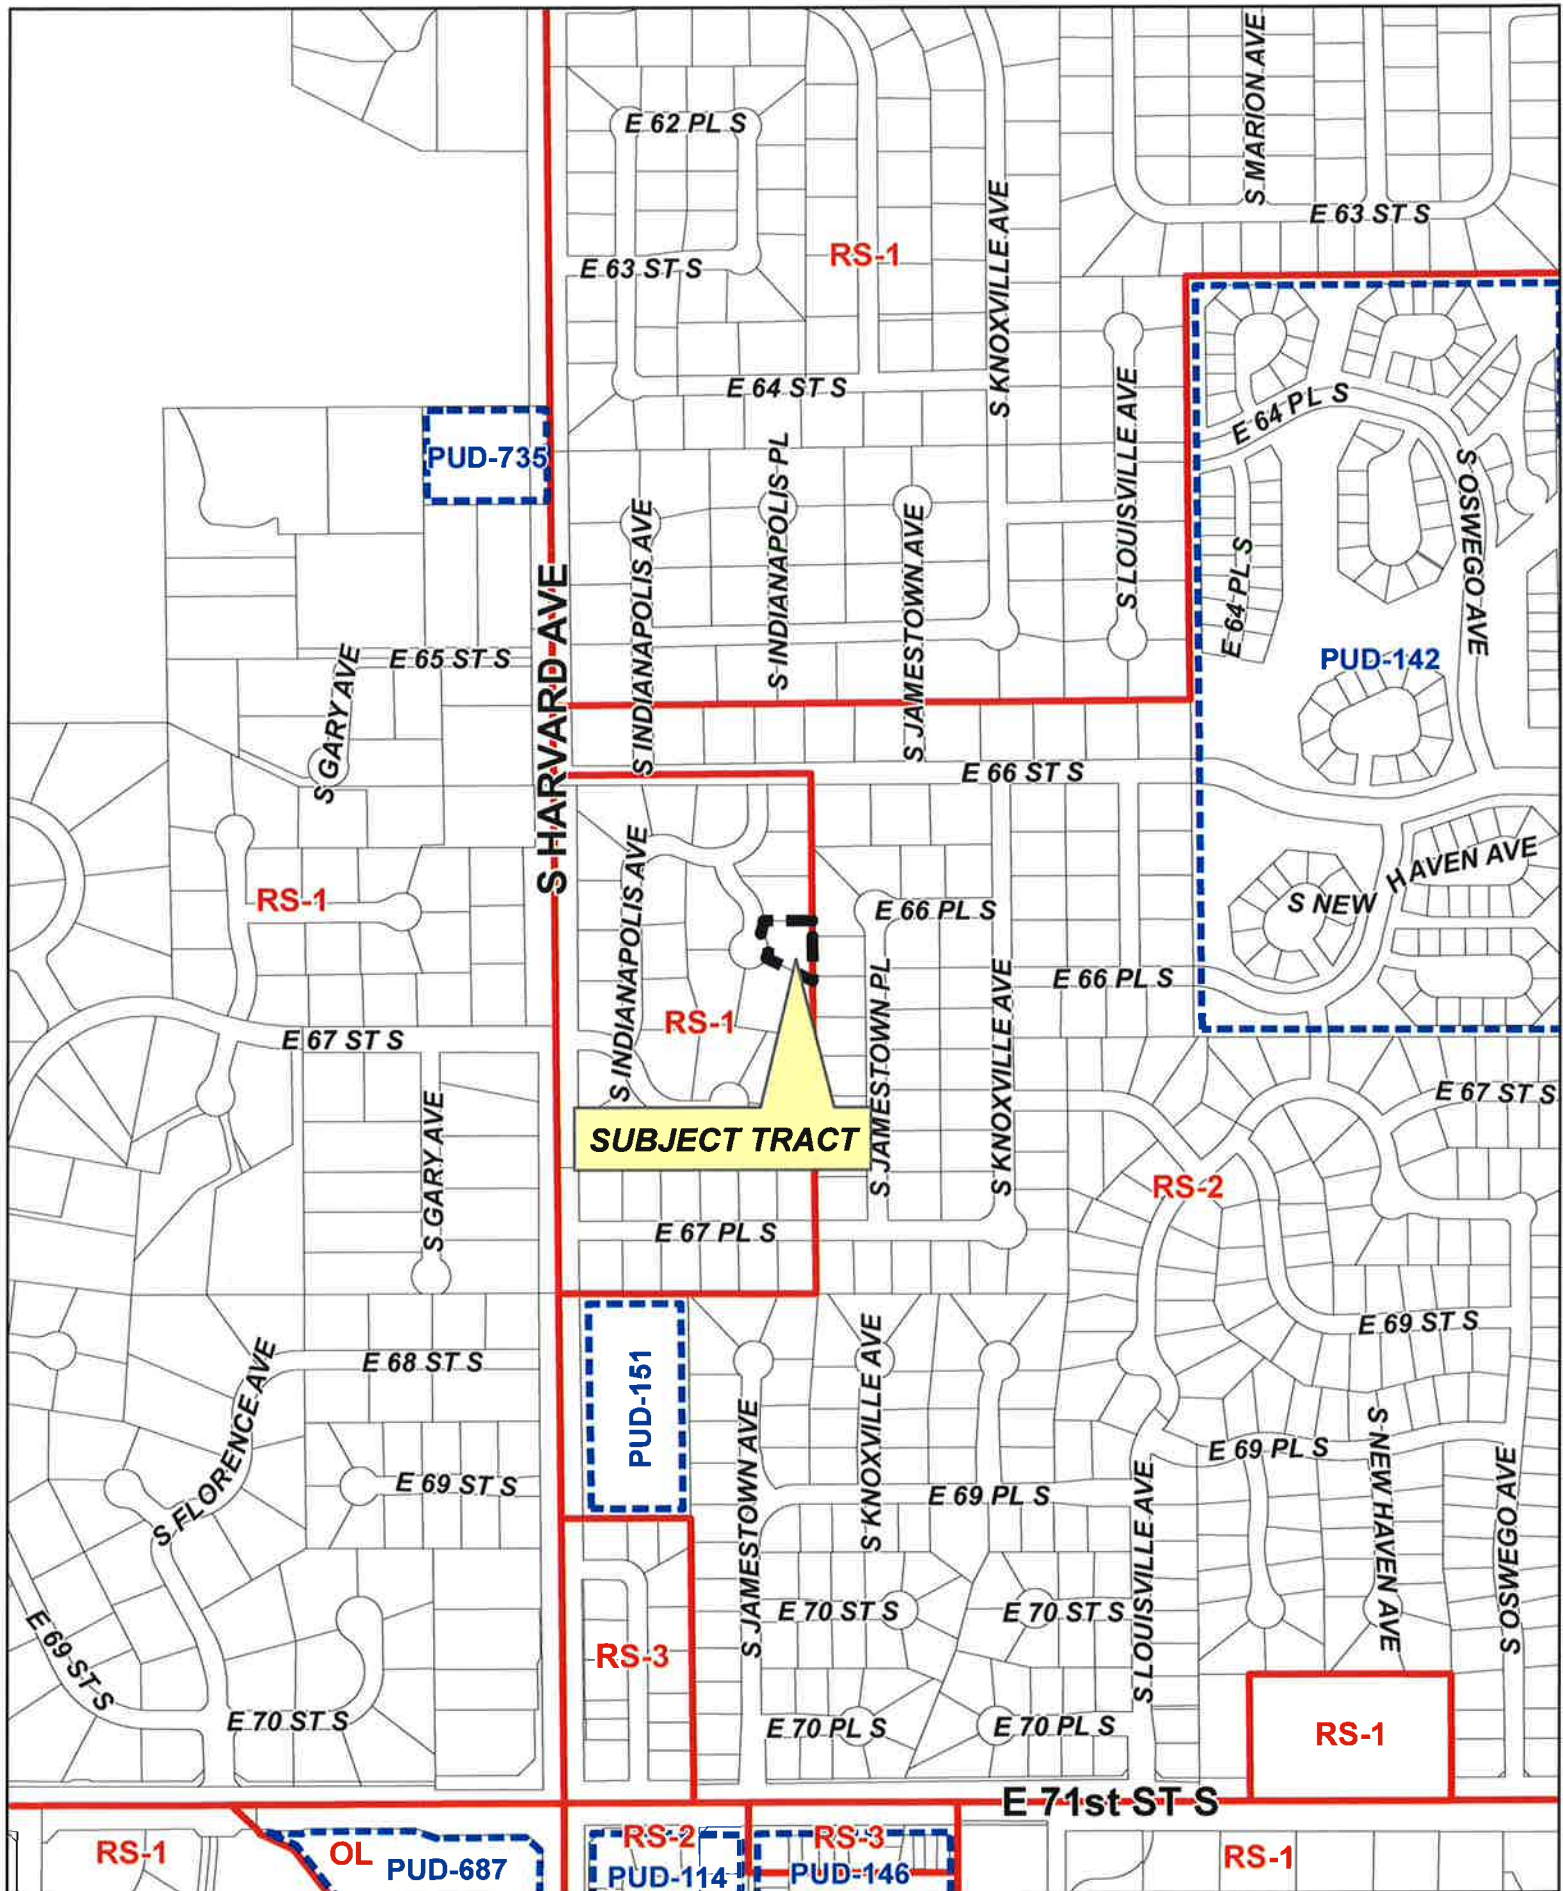 S MARION AVE
E 62 PL S
E 63 ST S
RS-1
E 63 ST S
S KNOXVILLE AVE
E 64 ST S
S LOUISVILLE AVE
E 64 PL S
PUD-735
S INDIANAPOLIS PL
S OSWEGO AVE
S INDIANAPOLIS AVE
S JAMESTOWN AVE
E 64 PL S
S HARVARD AVE
E 65 ST S
PUD-142
S GARY AVE
E 66 ST S
S INDIANAPOLIS AVE
S NEW HAVEN AVE
RS-1
E 66 PL S
E 66 PL S
S JAMESTOWN PL
S KNOXVILLE AVE
RS-1
E 67 ST S
E 67 ST S
S GARY AVE
SUBJECT TRACT
RS-2
E 67 PL S
E 69 ST S
S KNOXVILLE AVE
E 68 ST S
S FLORENCE AVE
PUD-151
S JAMESTOWN AVE
S NEW HAVEN AVE
E 69 PL S
S OSWEGO AVE
E 69 ST S
E 69 PL S
S LOUISVILLE AVE
E 70 ST S
E 70 ST S
RS-3
E 69 ST S
E 70 ST S
E 70 PL S
E 70 PL S
RS-1
E 71st ST S
RS-1
OL
PUD-687
RS-2
PUD-114
RS-3
PUD-146
RS-1